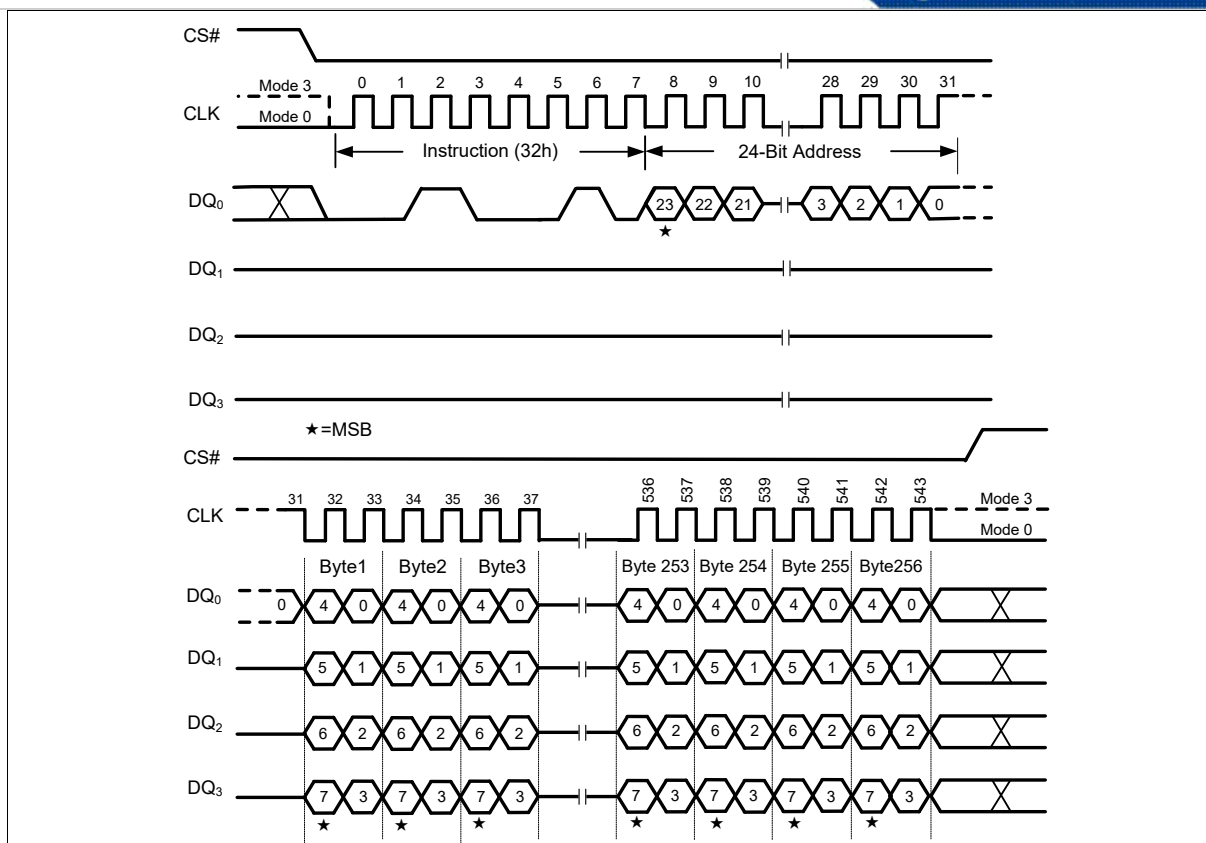 CS#
Mode 3 0 1 2 3 4 5 6 7 8 9 10 28 29 30 31
CLK Mode 0
Instruction (32h) 24-Bit Address
DQ₀ 23 22 21 3 2 1 0
★
DQ₁
DQ₂
DQ₃
★=MSB
CS#
31 32 33 34 35 36 37 536 537 538 539 540 541 542 543
CLK Mode 3
Mode 0
Byte1 Byte2 Byte3 Byte 253 Byte 254 Byte 255 Byte256
DQ₀ 0 4 0 4 0 4 0 4 0 4 0 4 0 4 0
DQ₁ 5 1 5 1 5 1 5 1 5 1 5 1 5 1
DQ₂ 6 2 6 2 6 2 6 2 6 2 6 2 6 2
DQ₃ 7 3 7 3 7 3 7 3 7 3 7 3 7 3
★ ★ ★ ★ ★ ★ ★